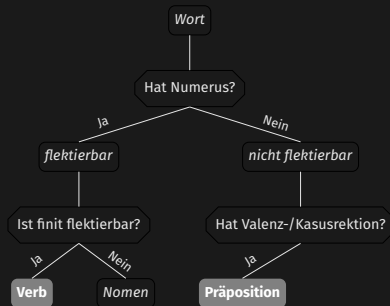 Wort
Hat Numerus?
Ja
Nein
flektierbar
nicht flektierbar
Ist finit flektierbar?
Hat Valenz-/Kasusrektion?
Ja
Nein
Ja
Verb
Nomen
Präposition